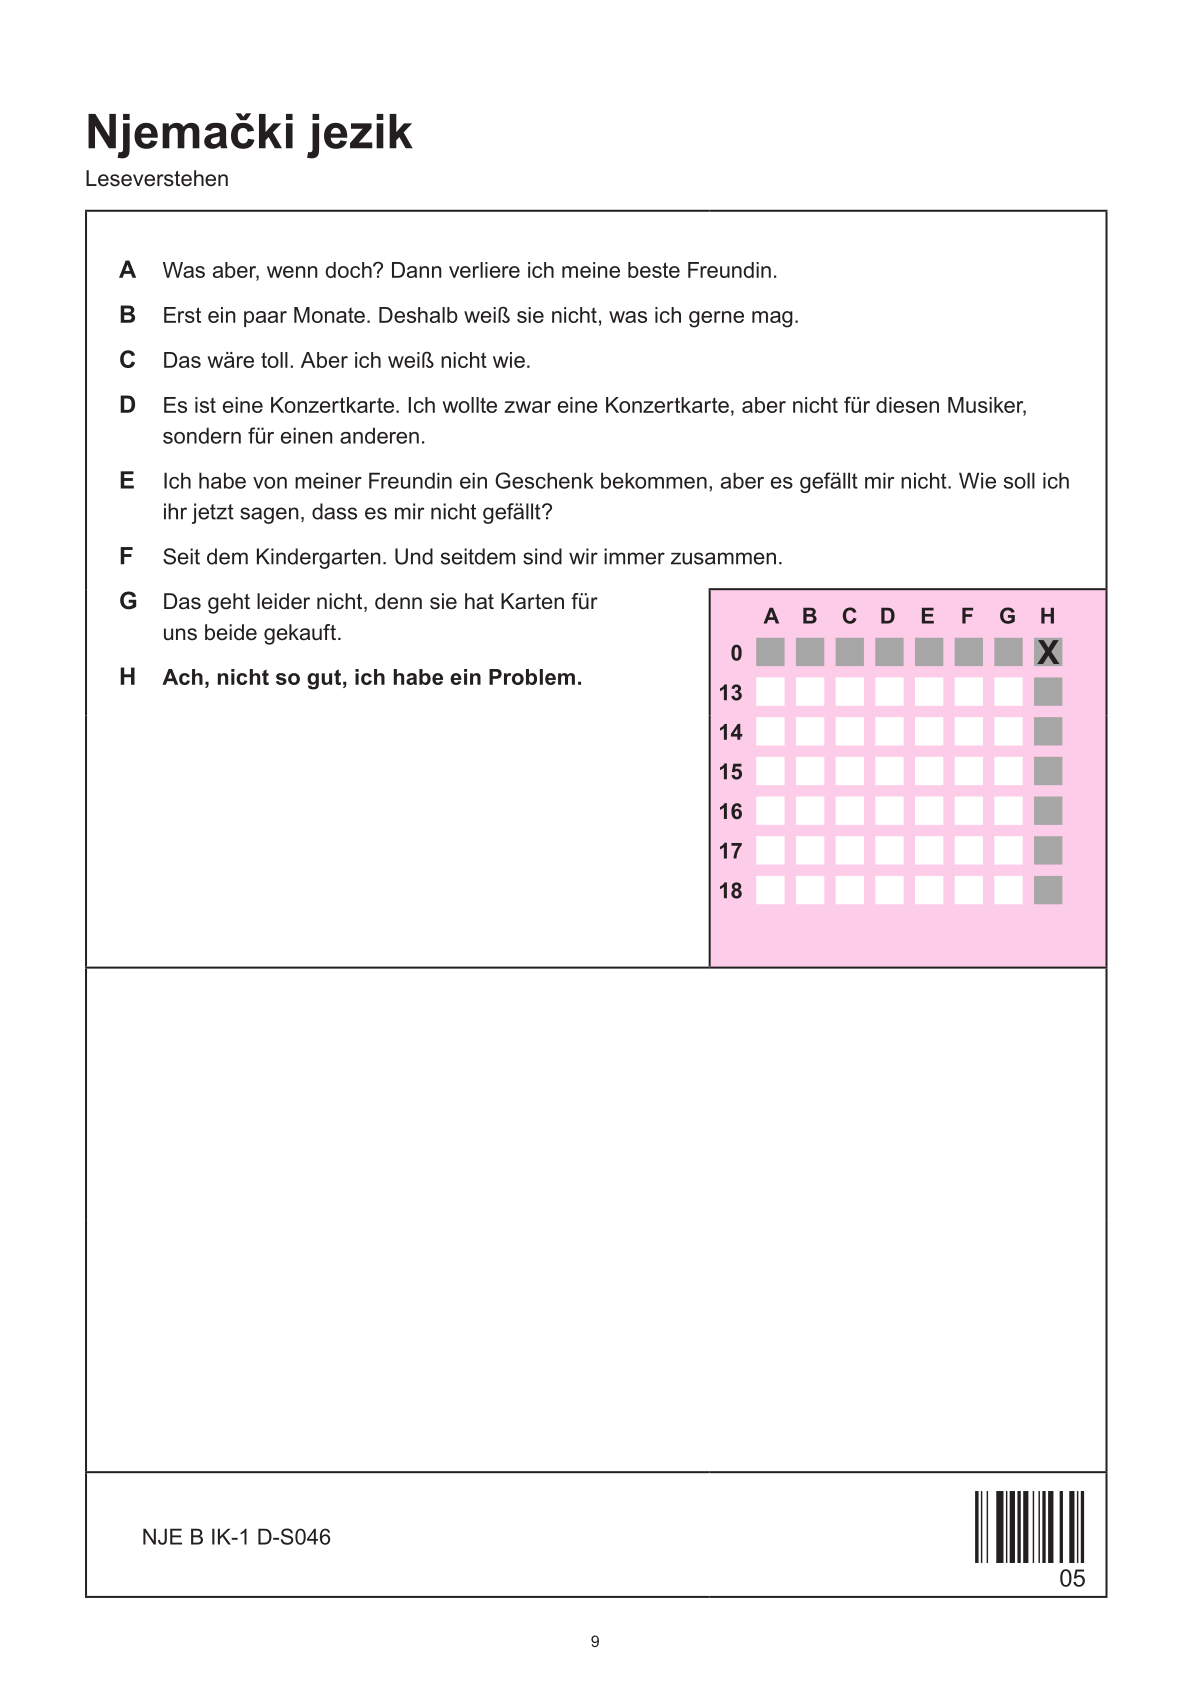 Njemački jezik
Leseverstehen
A Was aber, wenn doch? Dann verliere ich meine beste Freundin.
B Erst ein paar Monate. Deshalb weiß sie nicht, was ich gerne mag.
C Das wäre toll. Aber ich weiß nicht wie.
D Es ist eine Konzertkarte. Ich wollte zwar eine Konzertkarte, aber nicht für diesen Musiker,
sondern für einen anderen.
E Ich habe von meiner Freundin ein Geschenk bekommen, aber es gefällt mir nicht. Wie soll ich
ihr jetzt sagen, dass es mir nicht gefällt?
F Seit dem Kindergarten. Und seitdem sind wir immer zusammen.
G Das geht leider nicht, denn sie hat Karten für
uns beide gekauft.
H Ach, nicht so gut, ich habe ein Problem.
A B C D E F G H
0 X
13
14
15
16
17
18
NJE B IK-1 D-S046
05
9